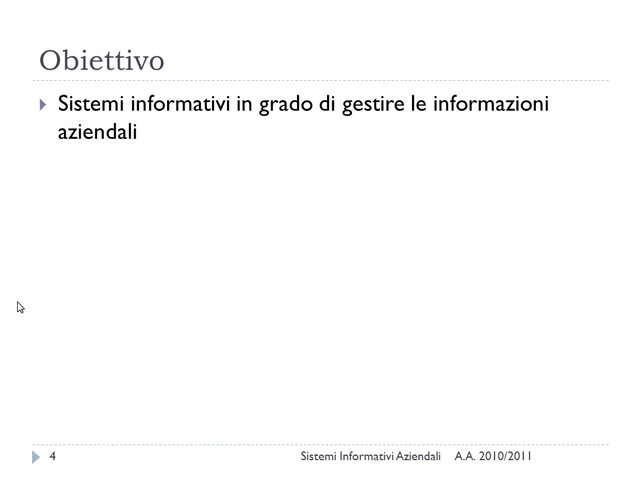 Obiettivo
Sistemi informativi in grado di gestire le informazioni
aziendali
4
Sistemi Informativi Aziendali A.A. 2010/2011